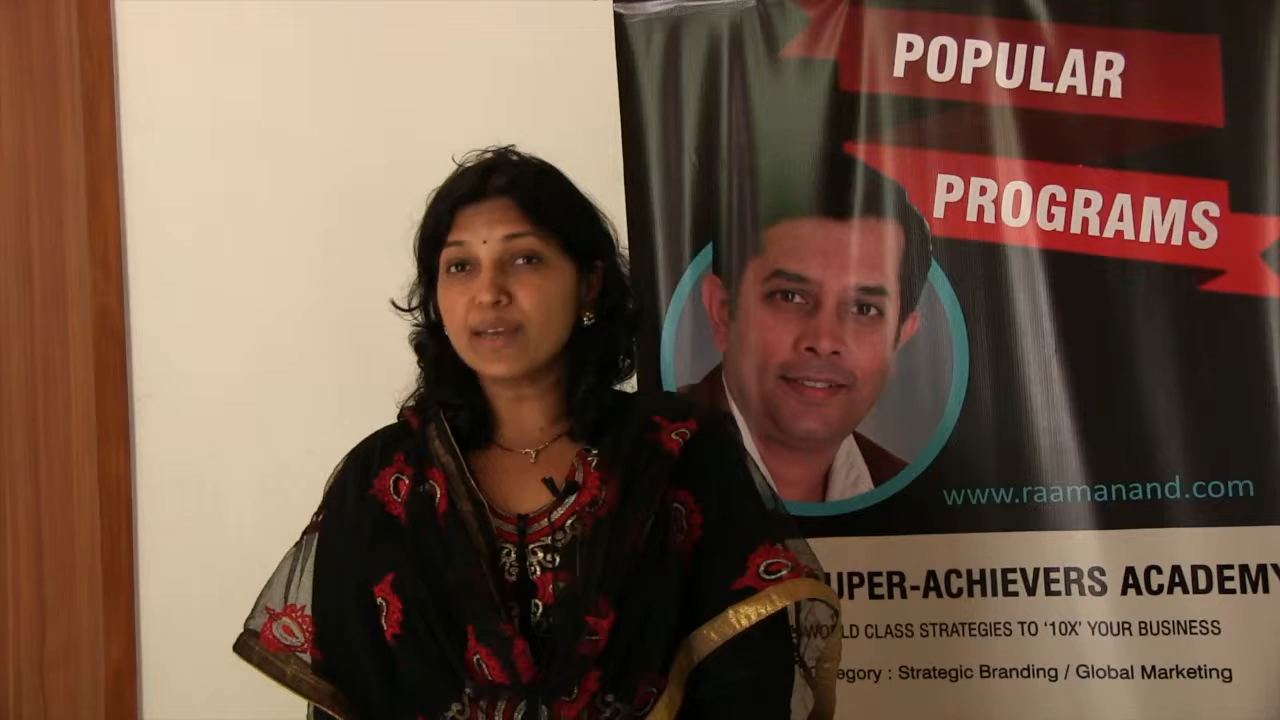 POPULAR
PROGRAMS
www.raamanand.com
UPER-ACHIEVERS ACADEMY
WORLD CLASS STRATEGIES TO '10X' YOUR BUSINESS
egory : Strategic Branding / Global Marketing